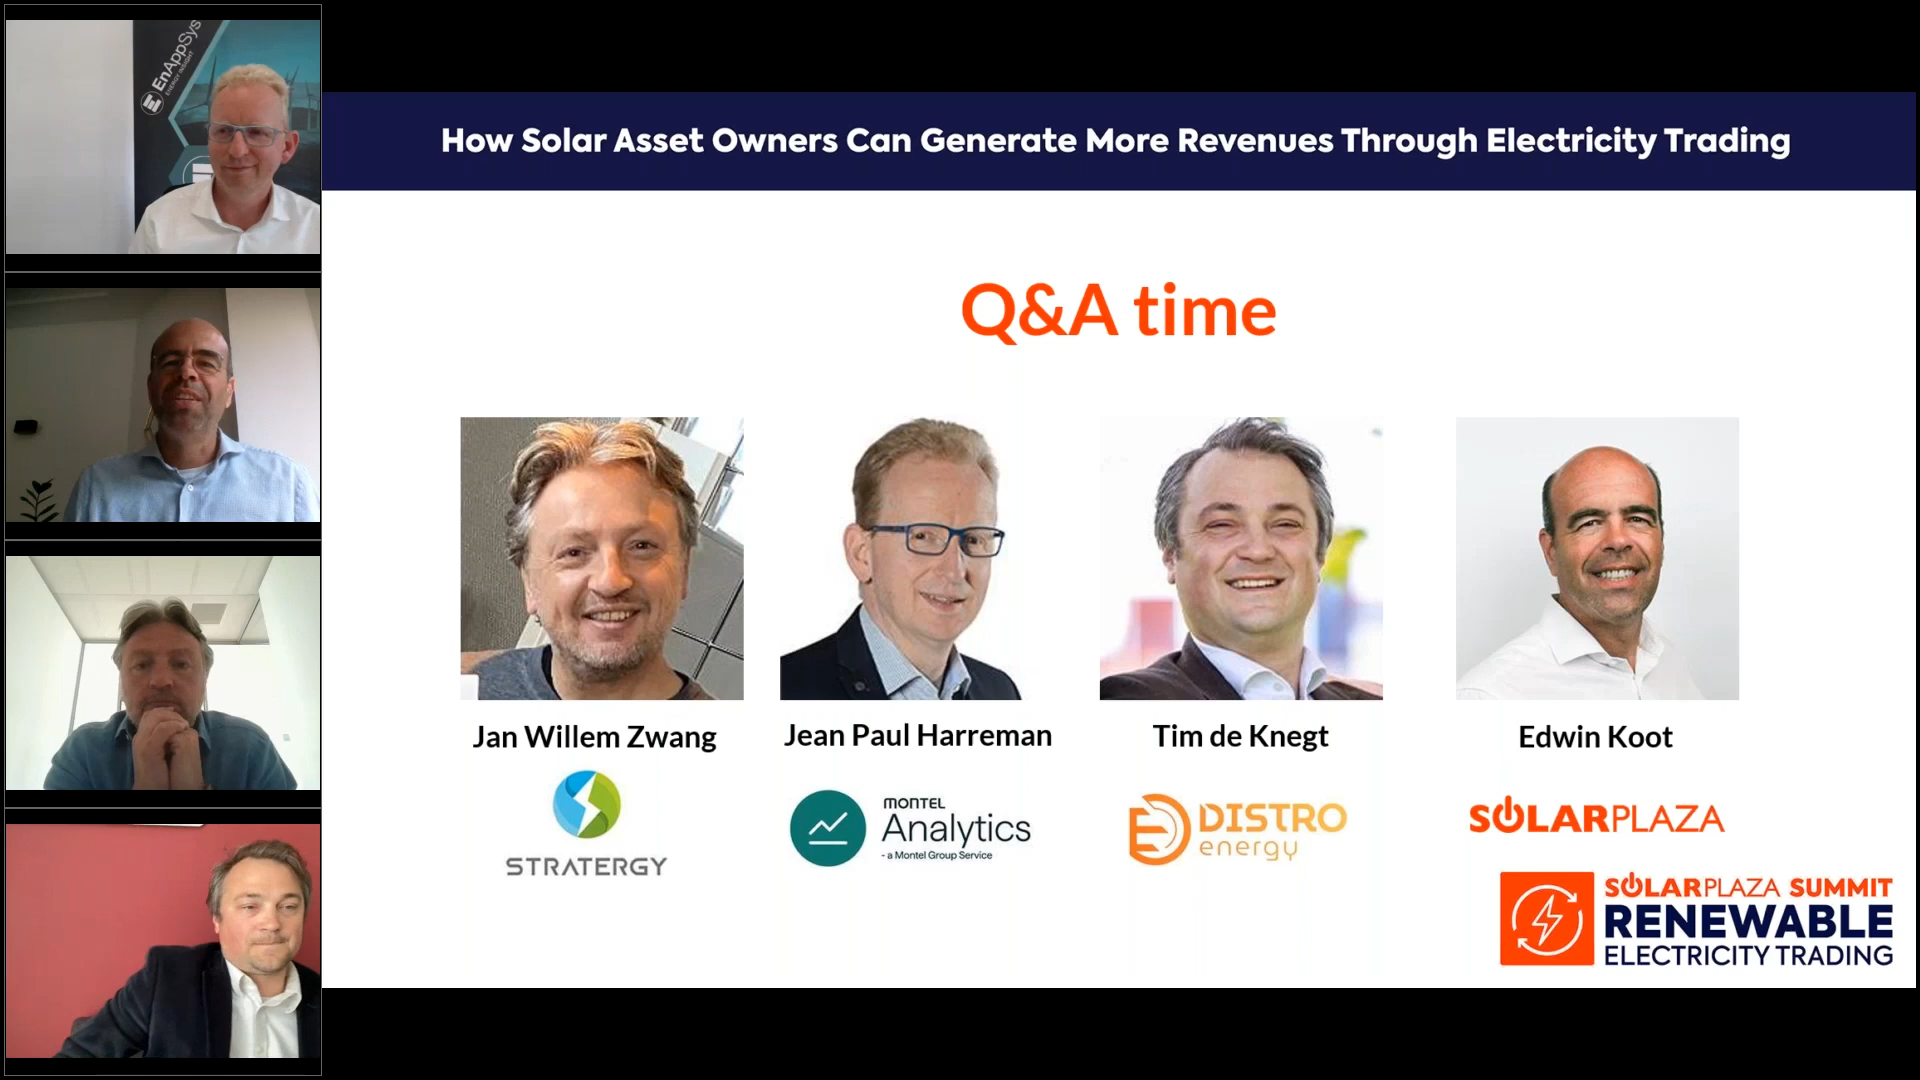 EnAppSys
ENERGY INSIGHT
How Solar Asset Owners Can Generate More Revenues Through Electricity Trading
Q&A time
Jan Willem Zwang
Jean Paul Harreman
Tim de Knegt
Edwin Koot
STRATERGY
MONTEL
Analytics
- a Montel Group Service
DISTRO
energy
SOLARPLAZA
SOLARPLAZA SUMMIT
RENEWABLE
ELECTRICITY TRADING